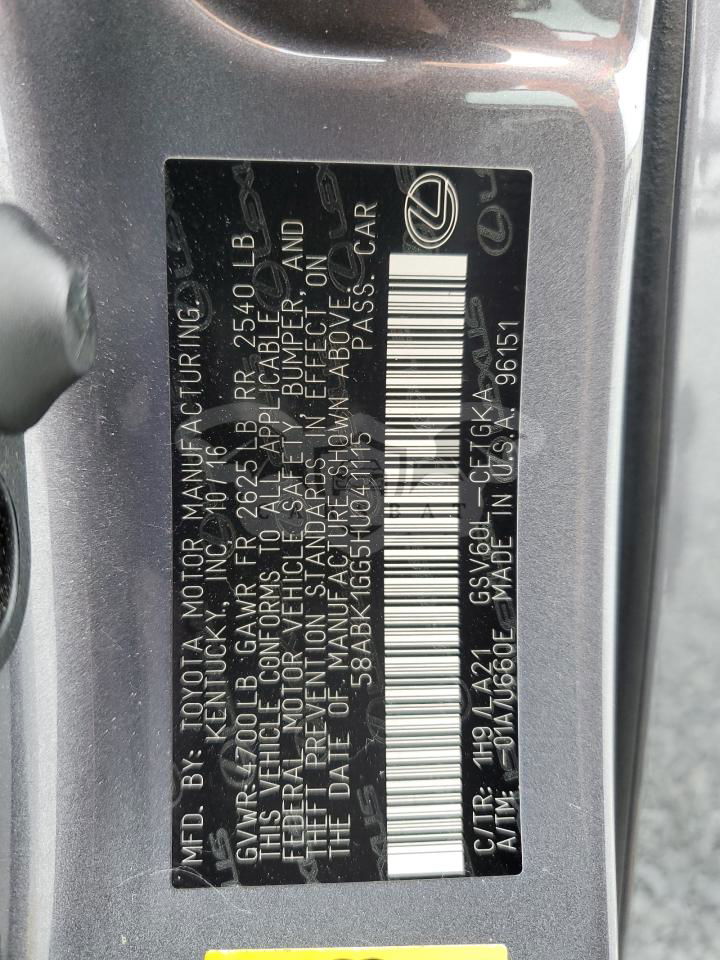 MFD. BY: TOYOTA MOTOR MANUFACTURING,
KENTUCKY, INC. 10/16
GVWR 4700LB GAWR FR 2625LB RR 2540LB
THIS VEHICLE CONFORMS TO ALL APPLICABLE
FEDERAL MOTOR VEHICLE SAFETY, BUMPER, AND
THEFT PREVENTION STANDARDS IN EFFECT ON
THE DATE OF MANUFACTURE SHOWN ABOVE.
58ABK1GG5HU041115 PASS. CAR
C/TR: 1H9/LA21 GSV60L-CETGKA
A/TM: -01A/U660E MADE IN U.S.A. 96151